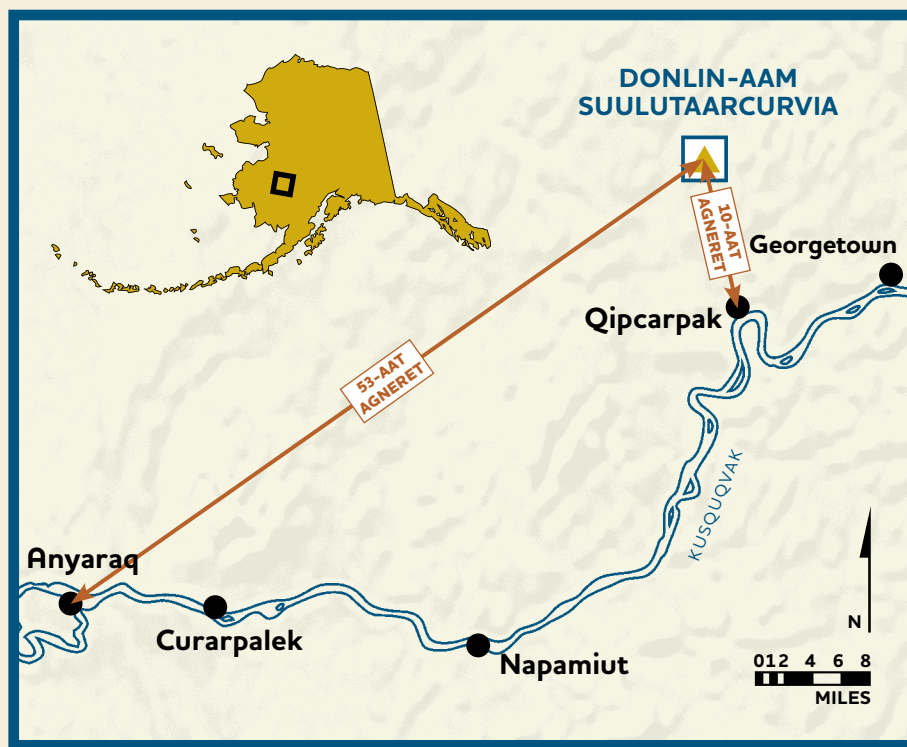 DONLIN-AAM
SUULUTAARCURVIA
10-AAT
AGNERET
Georgetown
Qipcarpak
53-AAT
AGNERET
KUSQUQVAK
Anyaraq
Curarpalek
Napamiut
N
0 1 2 4 6 8
MILES